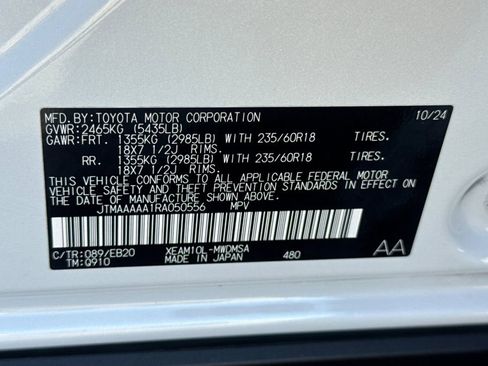 MFD. BY: TOYOTA MOTOR CORPORATION 10/24
GVWR: 2465KG (5435LB)
GAWR: FRT. 1355KG (2985LB) WITH 235/60R18 TIRES.
18X7 1/2J RIMS.
RR. 1355KG (2985LB) WITH 235/60R18 TIRES.
18X7 1/2J RIMS.
THIS VEHICLE CONFORMS TO ALL APPLICABLE FEDERAL MOTOR
VEHICLE SAFETY AND THEFT PREVENTION STANDARDS IN EFFECT ON
THE DATE OF MANUFACTURE SHOWN ABOVE.
JTMAAAAA1RA050556 MPV
C/TR: 089/EB20 XEAM10L-MWDMSA AA
TM: Q910 MADE IN JAPAN 480